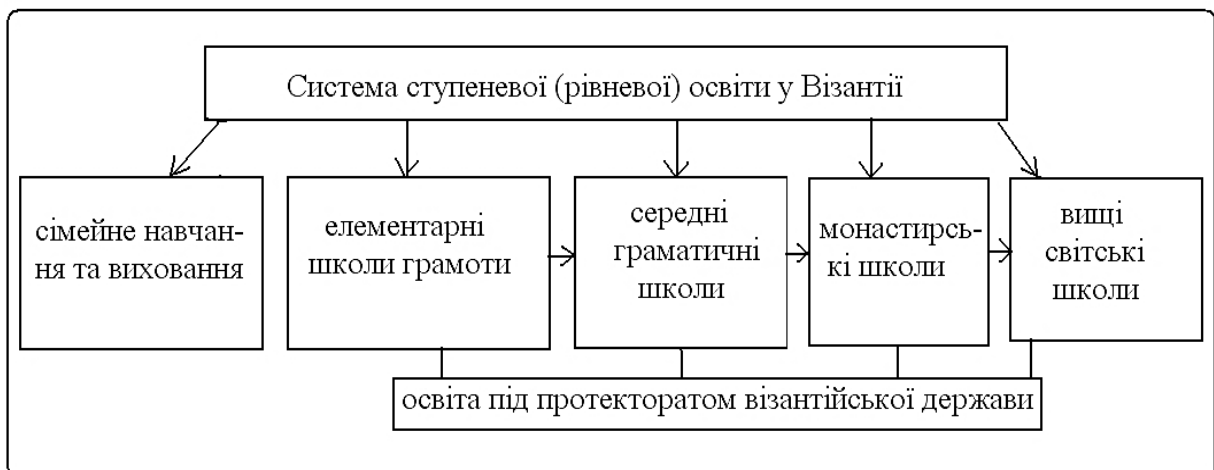 Система ступеневої (рівневої) освіти у Візантії
сімейне навчан-
ня та виховання
елементарні
школи грамоти
середні
граматичні
школи
монастирсь-
кі школи
вищі
світські
школи
освіта під протекторатом візантійської держави